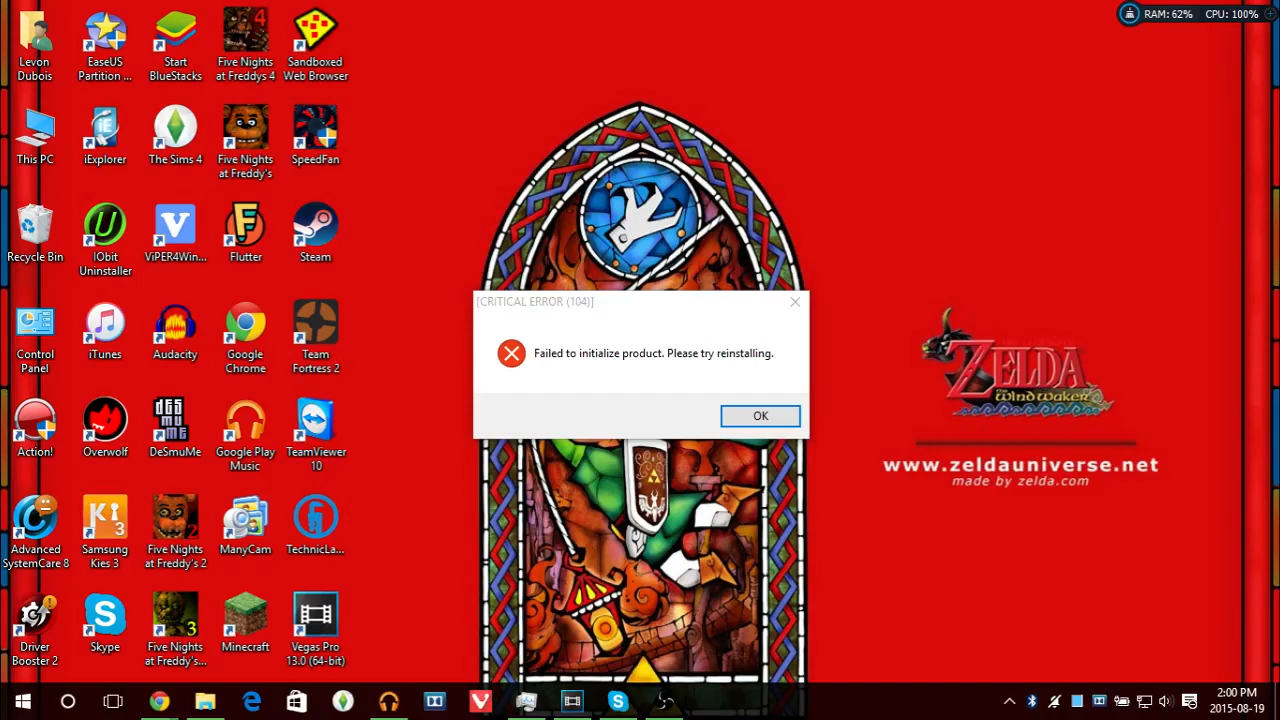 RAM: 62% CPU: 100%
Levon
Dubois
EaseUS
Partition ...
Start
BlueStacks
Five Nights
at Freddys 4
Sandboxed
Web Browser
This PC
iExplorer
The Sims 4
Five Nights
at Freddy's
SpeedFan
Recycle Bin
IObit
Uninstaller
ViPER4Win...
Flutter
Steam
Control
Panel
iTunes
Audacity
Google
Chrome
Team
Fortress 2
Action!
Overwolf
DeSmuMe
Google Play
Music
TeamViewer
10
Advanced
SystemCare 8
Samsung
Kies 3
Five Nights
at Freddy's 2
ManyCam
TechnicLa...
Driver
Booster 2
Skype
Five Nights
at Freddy's...
Minecraft
Vegas Pro
13.0 (64-bit)
[CRITICAL ERROR (104)]
Failed to initialize product. Please try reinstalling.
OK
ZELDA
The Wind Waker
www.zeldauniverse.net
made by zelda.com
2:00 PM
2015-08-19